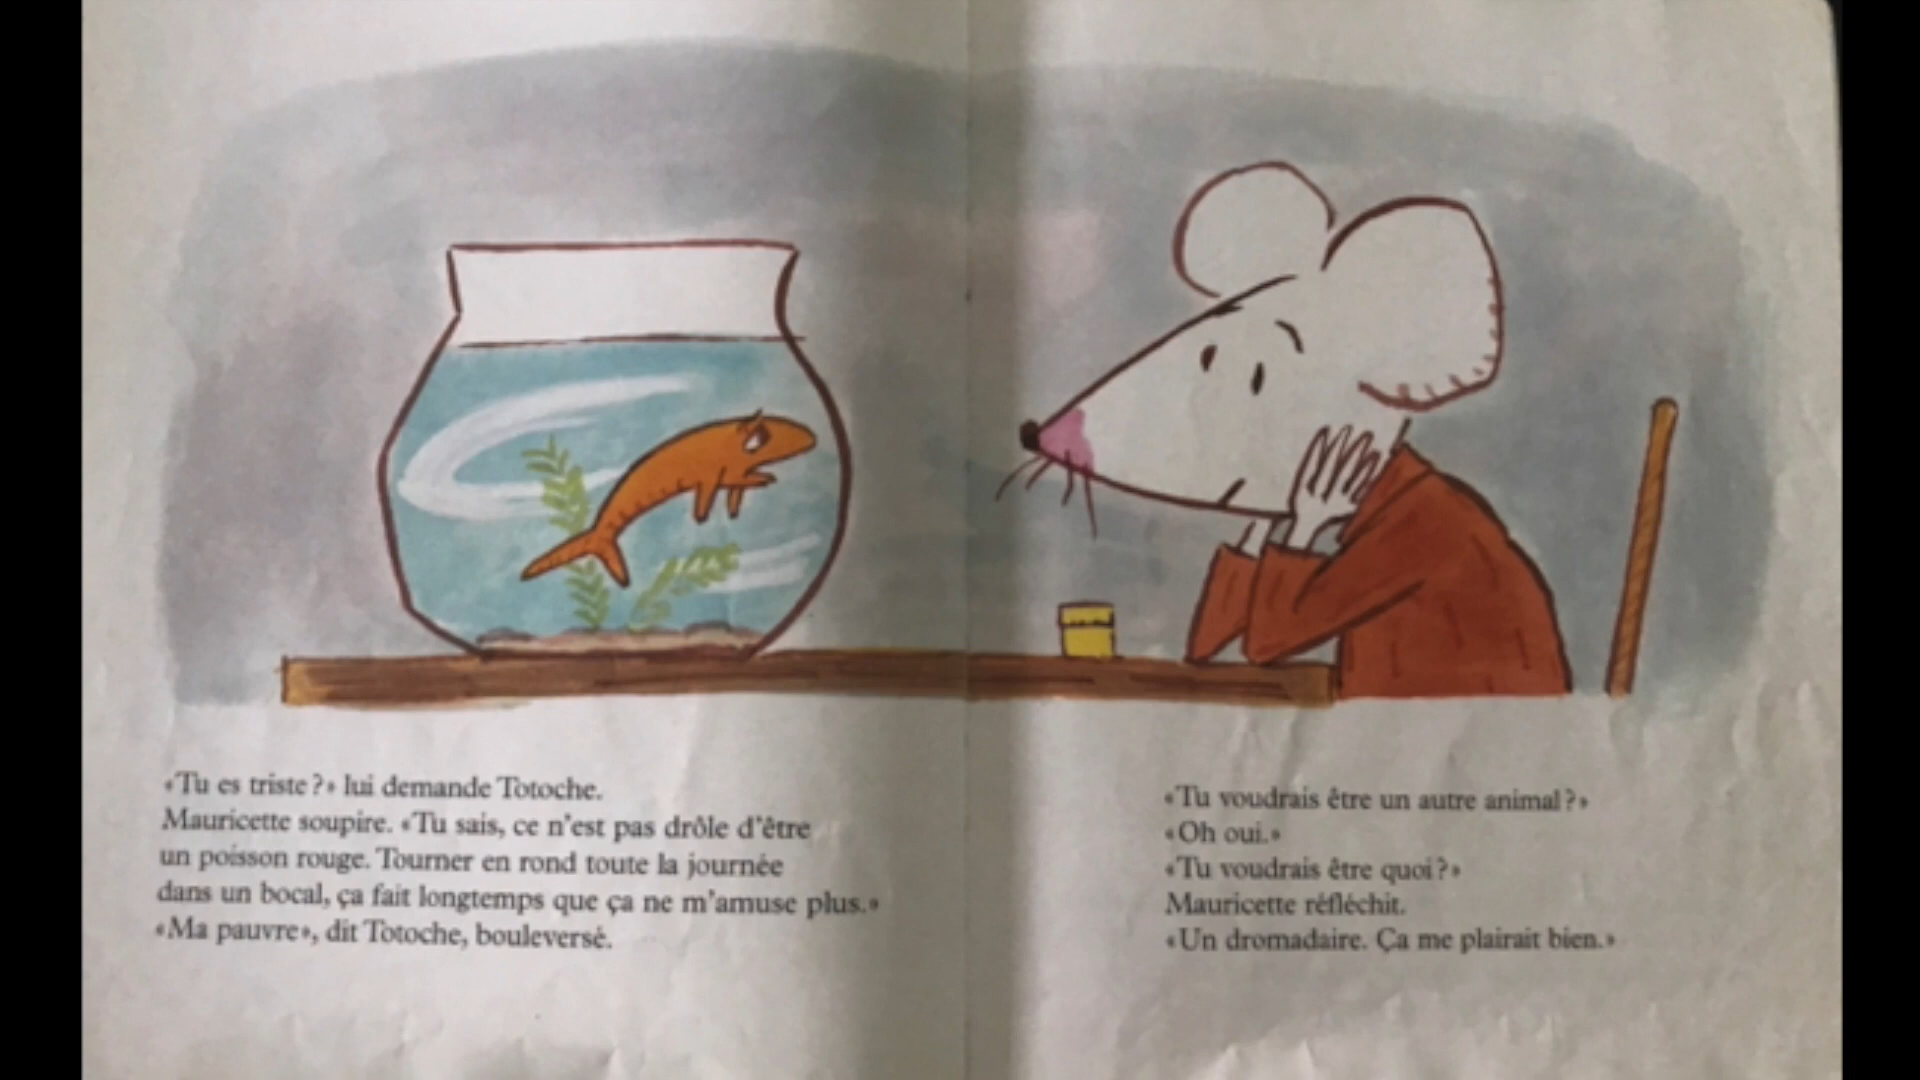 «Tu es triste?» lui demande Totoche.
Mauricette soupire. «Tu sais, ce n'est pas drôle d'être
un poisson rouge. Tourner en rond toute la journée
dans un bocal, ça fait longtemps que ça ne m'amuse plus.»
«Ma pauvre», dit Totoche, bouleversé.
«Tu voudrais être un autre animal?»
«Oh oui.»
«Tu voudrais être quoi?»
Mauricette réfléchit.
«Un dromadaire. Ça me plairait bien.»